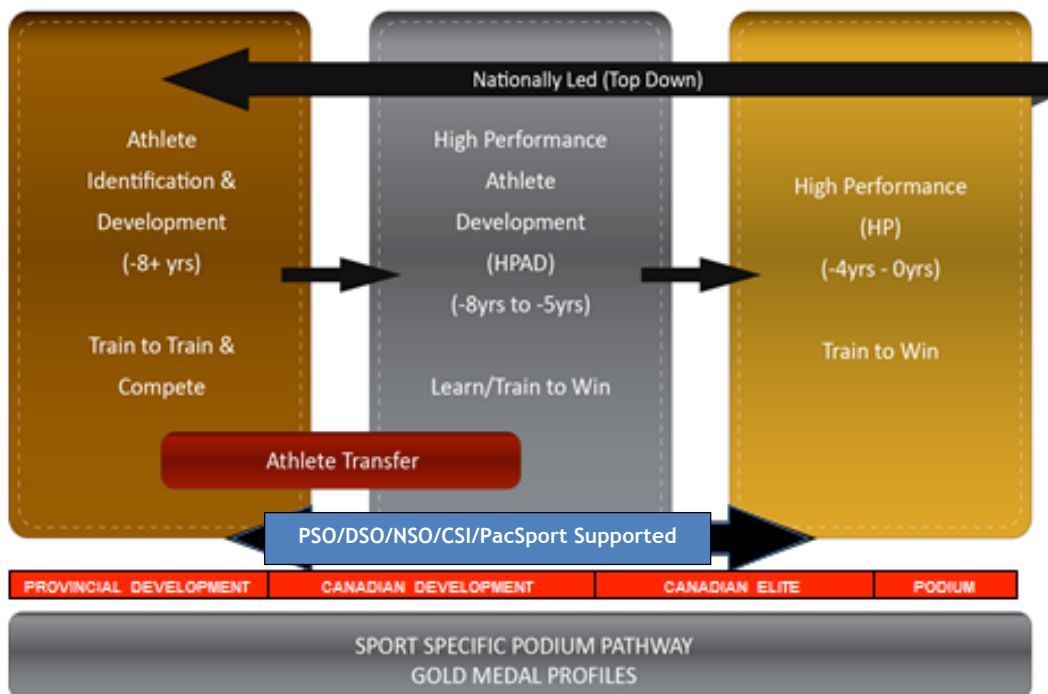 Nationally Led (Top Down)
Athlete
Identification &
Development
(-8+ yrs)
Train to Train &
Compete
High Performance
Athlete
Development
(HPAD)
(-8yrs to -5yrs)
Learn/Train to Win
High Performance
(HP)
(-4yrs - 0yrs)
Train to Win
Athlete Transfer
PSO/DSO/NSO/CSI/PacSport Supported
PROVINCIAL DEVELOPMENT
CANADIAN DEVELOPMENT
CANADIAN ELITE
PODIUM
SPORT SPECIFIC PODIUM PATHWAY
GOLD MEDAL PROFILES